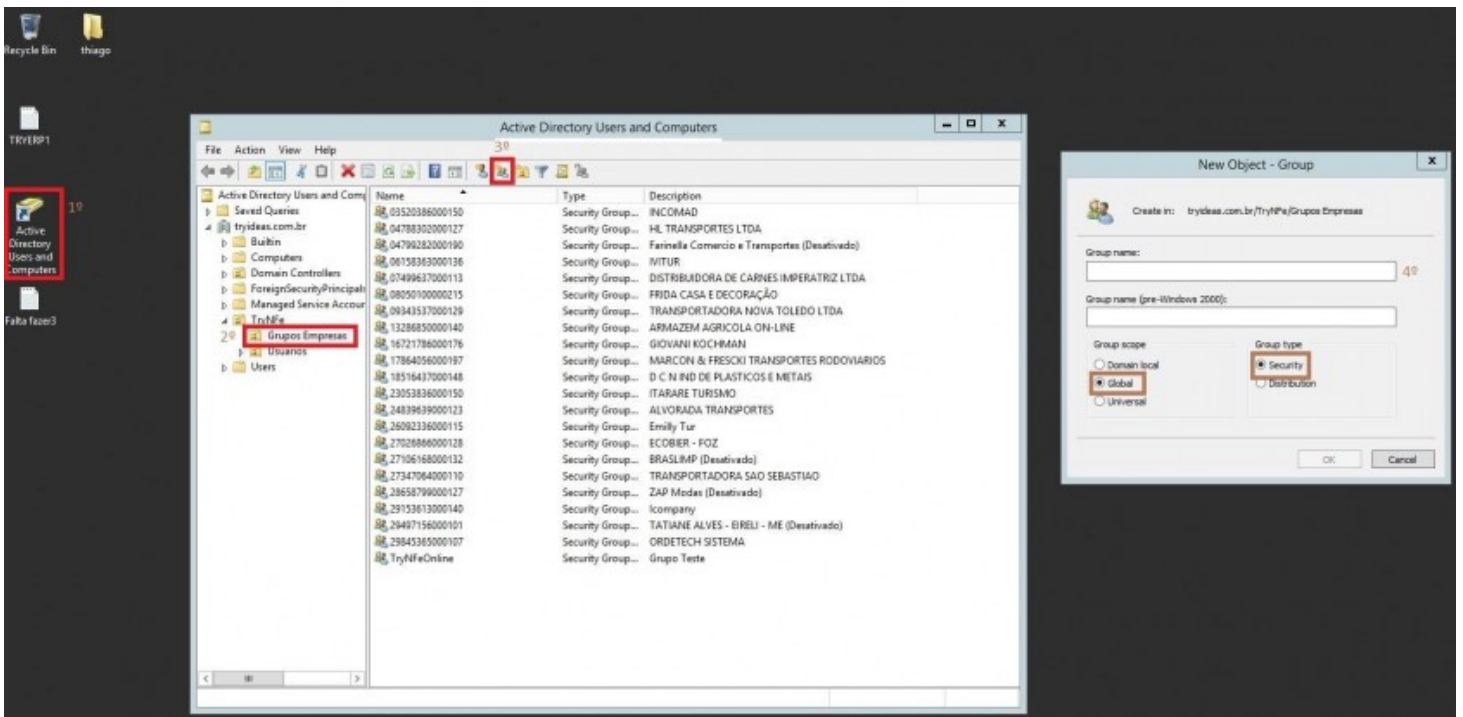 Recycle Bin
thiago
TRYERP1
1º
Active
Directory
Users and
Computers
Falta fazer3
Active Directory Users and Computers
File Action View Help
3º
Active Directory Users and Com
Saved Queries
tryideas.com.br
Builtin
Computers
Domain Controllers
ForeignSecurityPrincipals
Managed Service Accour
TryNFe
2º Grupos Empresas
Usuarios
Users
Name Type Description
03520386000150 Security Group... INCOMAD
04788302000127 Security Group... HL TRANSPORTES LTDA
04799282000190 Security Group... Farinella Comercio e Transportes (Desativado)
06158363000136 Security Group... IVITUR
07499637000113 Security Group... DISTRIBUIDORA DE CARNES IMPERATRIZ LTDA
08050100000215 Security Group... FRIDA CASA E DECORAÇÃO
09343537000129 Security Group... TRANSPORTADORA NOVA TOLEDO LTDA
13286850000140 Security Group... ARMAZEM AGRICOLA ON-LINE
16721786000176 Security Group... GIOVANI KOCHMAN
17864056000197 Security Group... MARCON & FRESCKI TRANSPORTES RODOVIARIOS
18516437000148 Security Group... D C N IND DE PLASTICOS E METAIS
23053836000150 Security Group... ITARARE TURISMO
24839639000123 Security Group... ALVORADA TRANSPORTES
26092336000115 Security Group... Emilly Tur
27026866000128 Security Group... ECOBIER - FOZ
27106168000132 Security Group... BRASLIMP (Desativado)
27347064000110 Security Group... TRANSPORTADORA SAO SEBASTIAO
28658799000127 Security Group... ZAP Modas (Desativado)
29153613000140 Security Group... Icompany
29497156000101 Security Group... TATIANE ALVES - EIRELI - ME (Desativado)
29845365000107 Security Group... ORDETECH SISTEMA
TryNFeOnline Security Group... Grupo Teste
New Object - Group
Create in: tryideas.com.br/TryNFe/Grupos Empresas
Group name:
4º
Group name (pre-Windows 2000):
Group scope Group type
Domain local Security
Global Distribution
Universal
OK Cancel